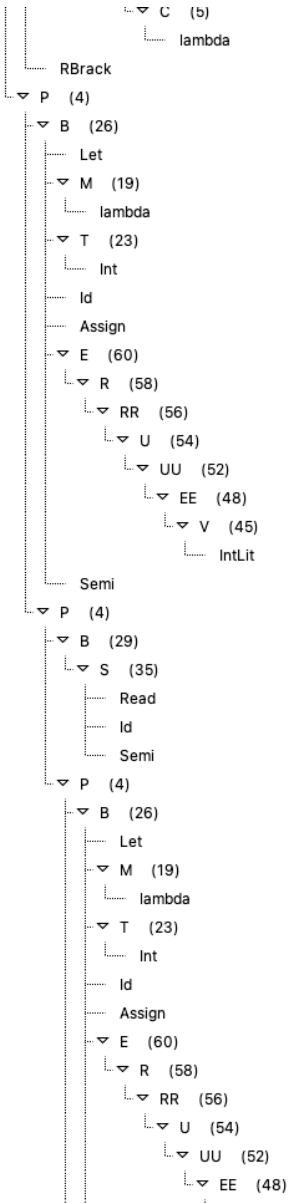 C (5)
lambda
RBrack
P (4)
B (26)
Let
M (19)
lambda
T (23)
Int
Id
Assign
E (60)
R (58)
RR (56)
U (54)
UU (52)
EE (48)
V (45)
IntLit
Semi
P (4)
B (29)
S (35)
Read
Id
Semi
P (4)
B (26)
Let
M (19)
lambda
T (23)
Int
Id
Assign
E (60)
R (58)
RR (56)
U (54)
UU (52)
EE (48)